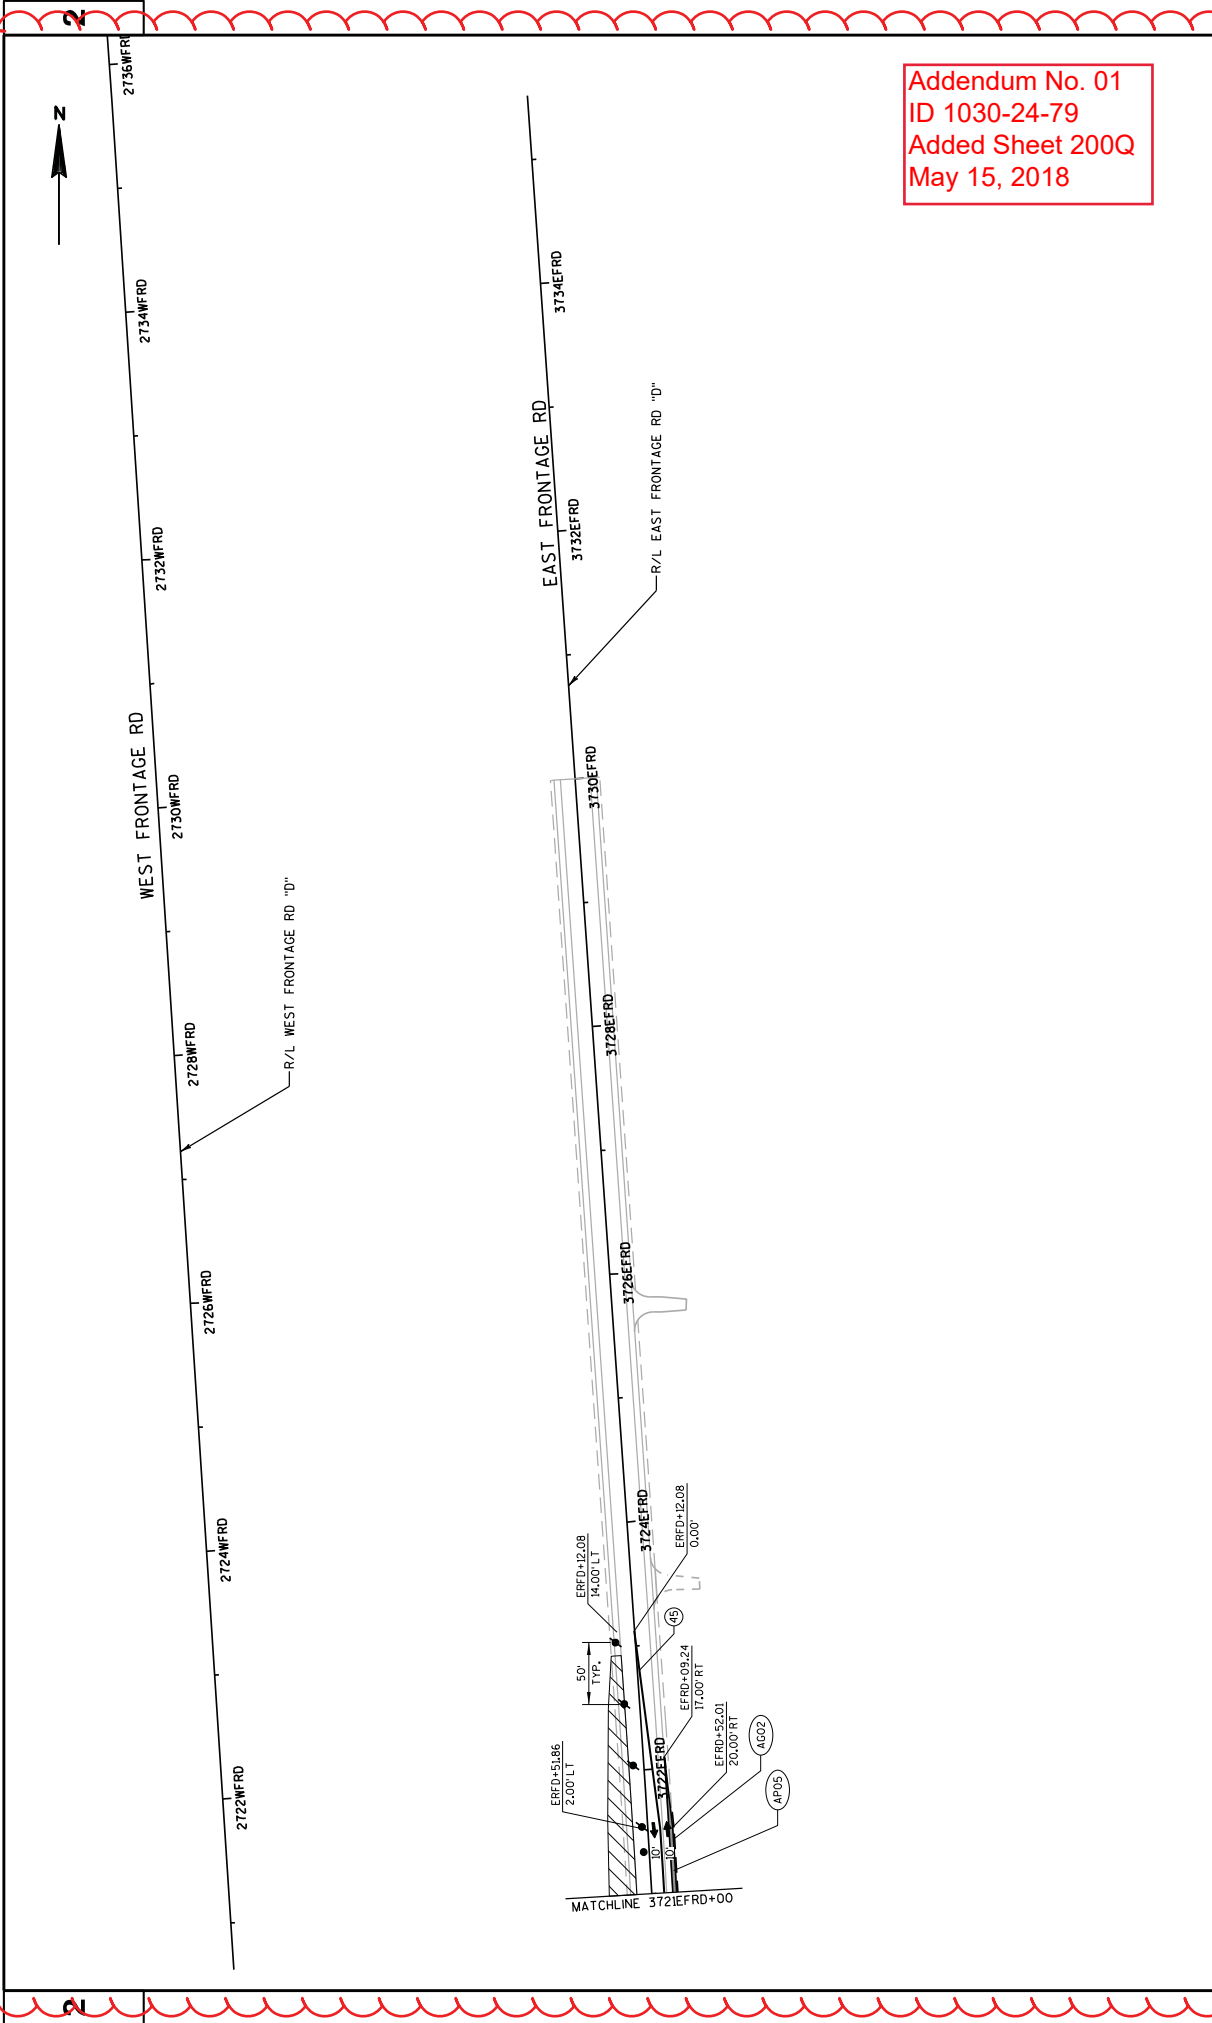 2
Addendum No. 01
ID 1030-24-79
Added Sheet 200Q
May 15, 2018
N
2736WFRD
2734WFRD
2732WFRD
WEST FRONTAGE RD
2730WFRD
R/L WEST FRONTAGE RD "D"
2728WFRD
2726WFRD
2724WFRD
2722WFRD
3734EFRD
EAST FRONTAGE RD
R/L EAST FRONTAGE RD "D"
3732EFRD
3730EFRD
3728EFRD
3726EFRD
3724EFRD
ERFD+12.08
0.00'
ERFD+12.08
14.00' LT
50'
TYP.
45
EFRD+09.24
17.00' RT
EFRD+52.01
20.00' RT
AG02
AP05
ERFD+51.86
2.00' LT
3722EFRD
10'
10'
MATCHLINE 3721EFRD+00
2